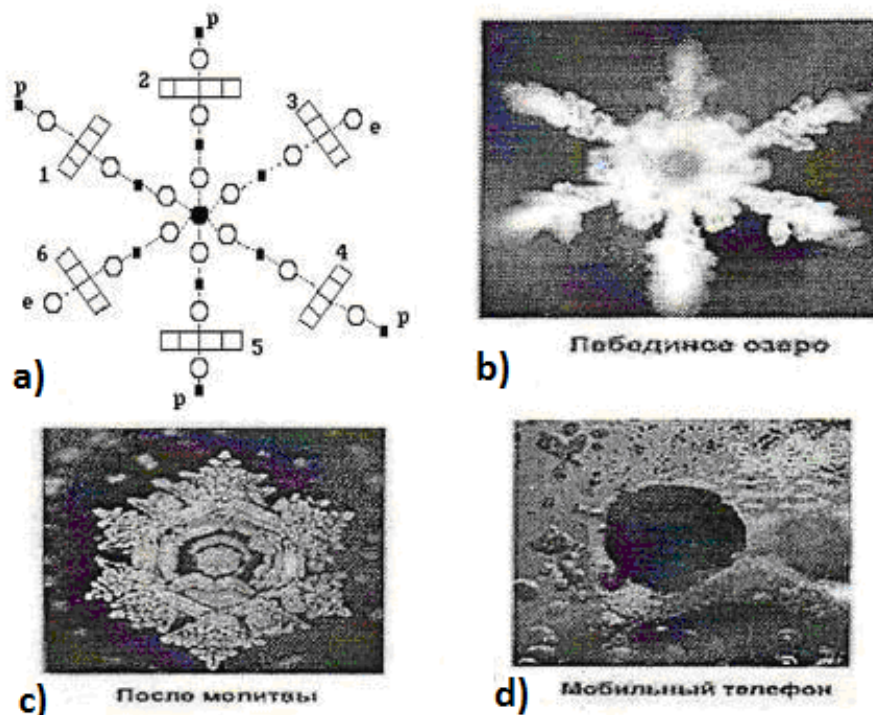 p
2
p
3
e
1
6
4
e
5
p
p
a)
b)
Лебединое озеро
c)
После молитвы
d)
Мобильный телефон